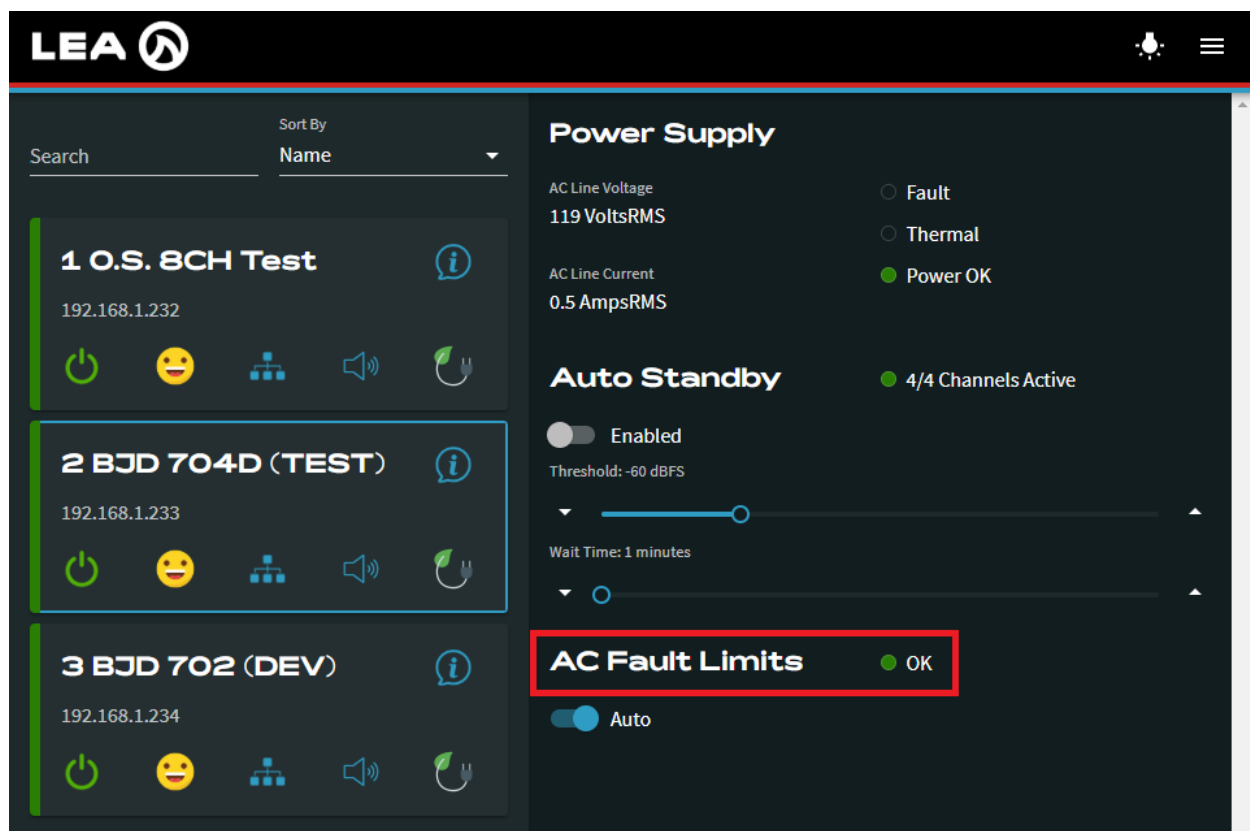 LEA
Search
Sort By
Name
1 O.S. 8CH Test
192.168.1.232
2 BJD 704D (TEST)
192.168.1.233
3 BJD 702 (DEV)
192.168.1.234
Power Supply
AC Line Voltage
119 VoltsRMS
Fault
Thermal
AC Line Current
0.5 AmpsRMS
Power OK
Auto Standby
4/4 Channels Active
Enabled
Threshold: -60 dBFS
Wait Time: 1 minutes
AC Fault Limits
OK
Auto